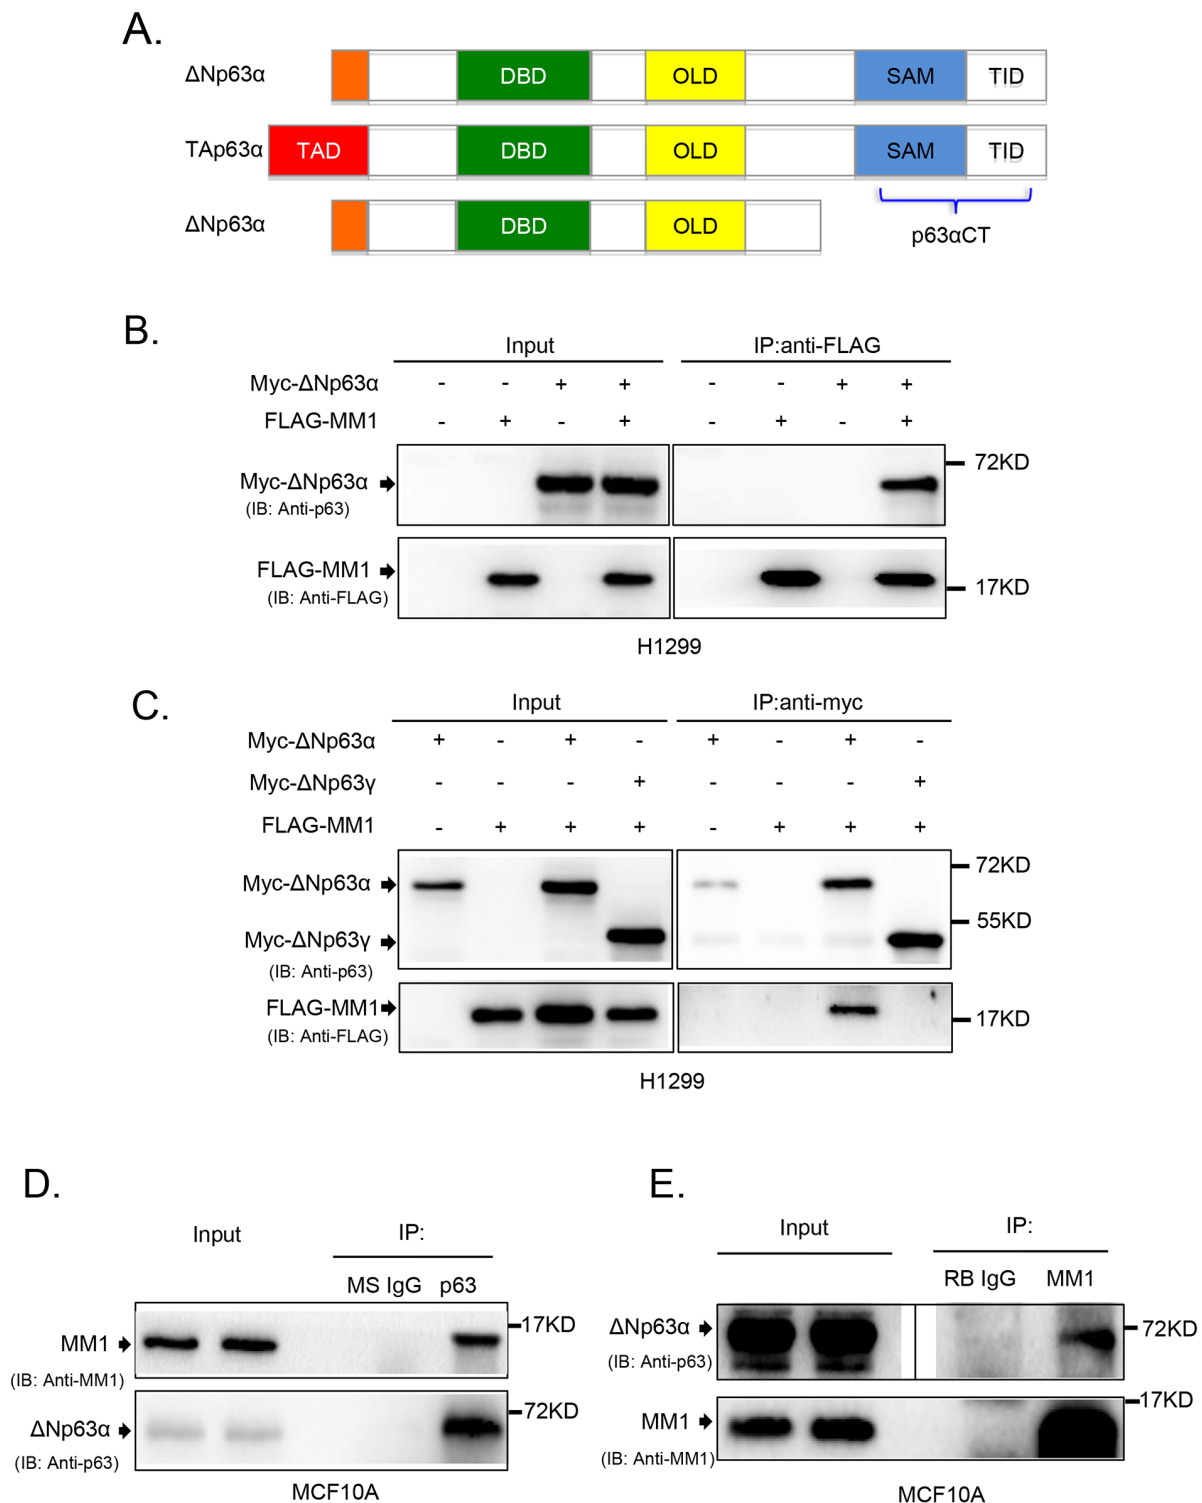 A.
ΔNp63α DBD OLD SAM TID
TAp63α TAD DBD OLD SAM TID
ΔNp63α DBD OLD
p63αCT
B.
Input IP:anti-FLAG
Myc-ΔNp63α - - + + - - + +
FLAG-MM1 - + - + - + - +
72KD
Myc-ΔNp63α
(IB: Anti-p63)
FLAG-MM1
17KD
(IB: Anti-FLAG)
H1299
C.
Input IP:anti-myc
Myc-ΔNp63α + - + - + - + -
Myc-ΔNp63γ - - - + - - - +
FLAG-MM1 - + + + - + + +
72KD
Myc-ΔNp63α
55KD
Myc-ΔNp63γ
(IB: Anti-p63)
FLAG-MM1
17KD
(IB: Anti-FLAG)
H1299
D.
Input IP:
MS IgG p63
17KD
MM1
(IB: Anti-MM1)
72KD
ΔNp63α
(IB: Anti-p63)
MCF10A
E.
Input IP:
RB IgG MM1
ΔNp63α 72KD
(IB: Anti-p63)
17KD
MM1
(IB: Anti-MM1)
MCF10A